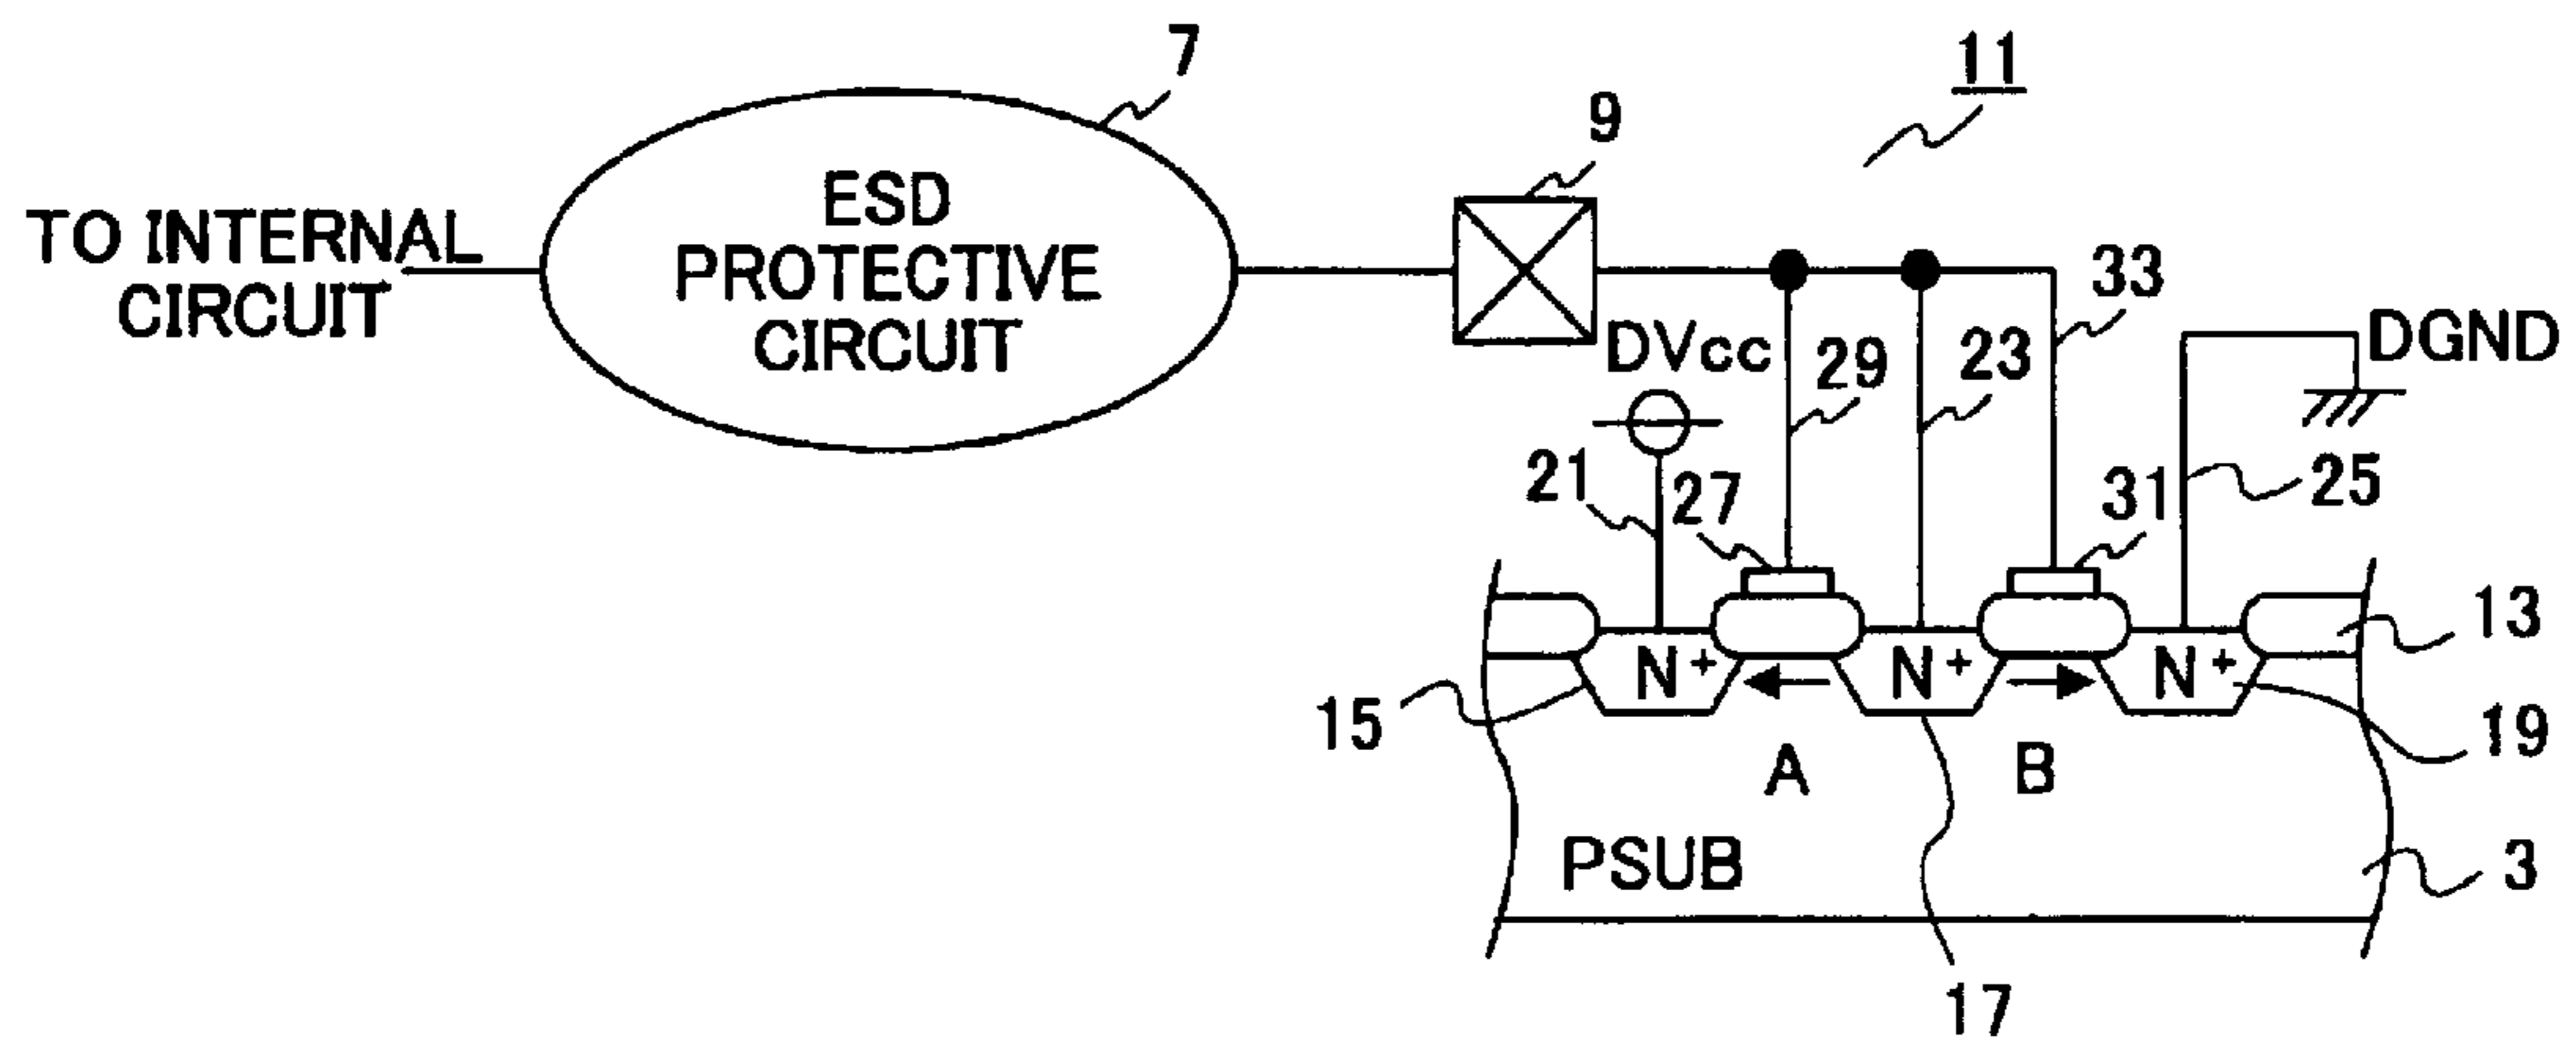 7
11
9
TO INTERNAL
CIRCUIT
ESD
PROTECTIVE
CIRCUIT
33
DGND
DVcc
29
23
21
27
31
25
13
N+
N+
N+
15
19
A
B
PSUB
3
17